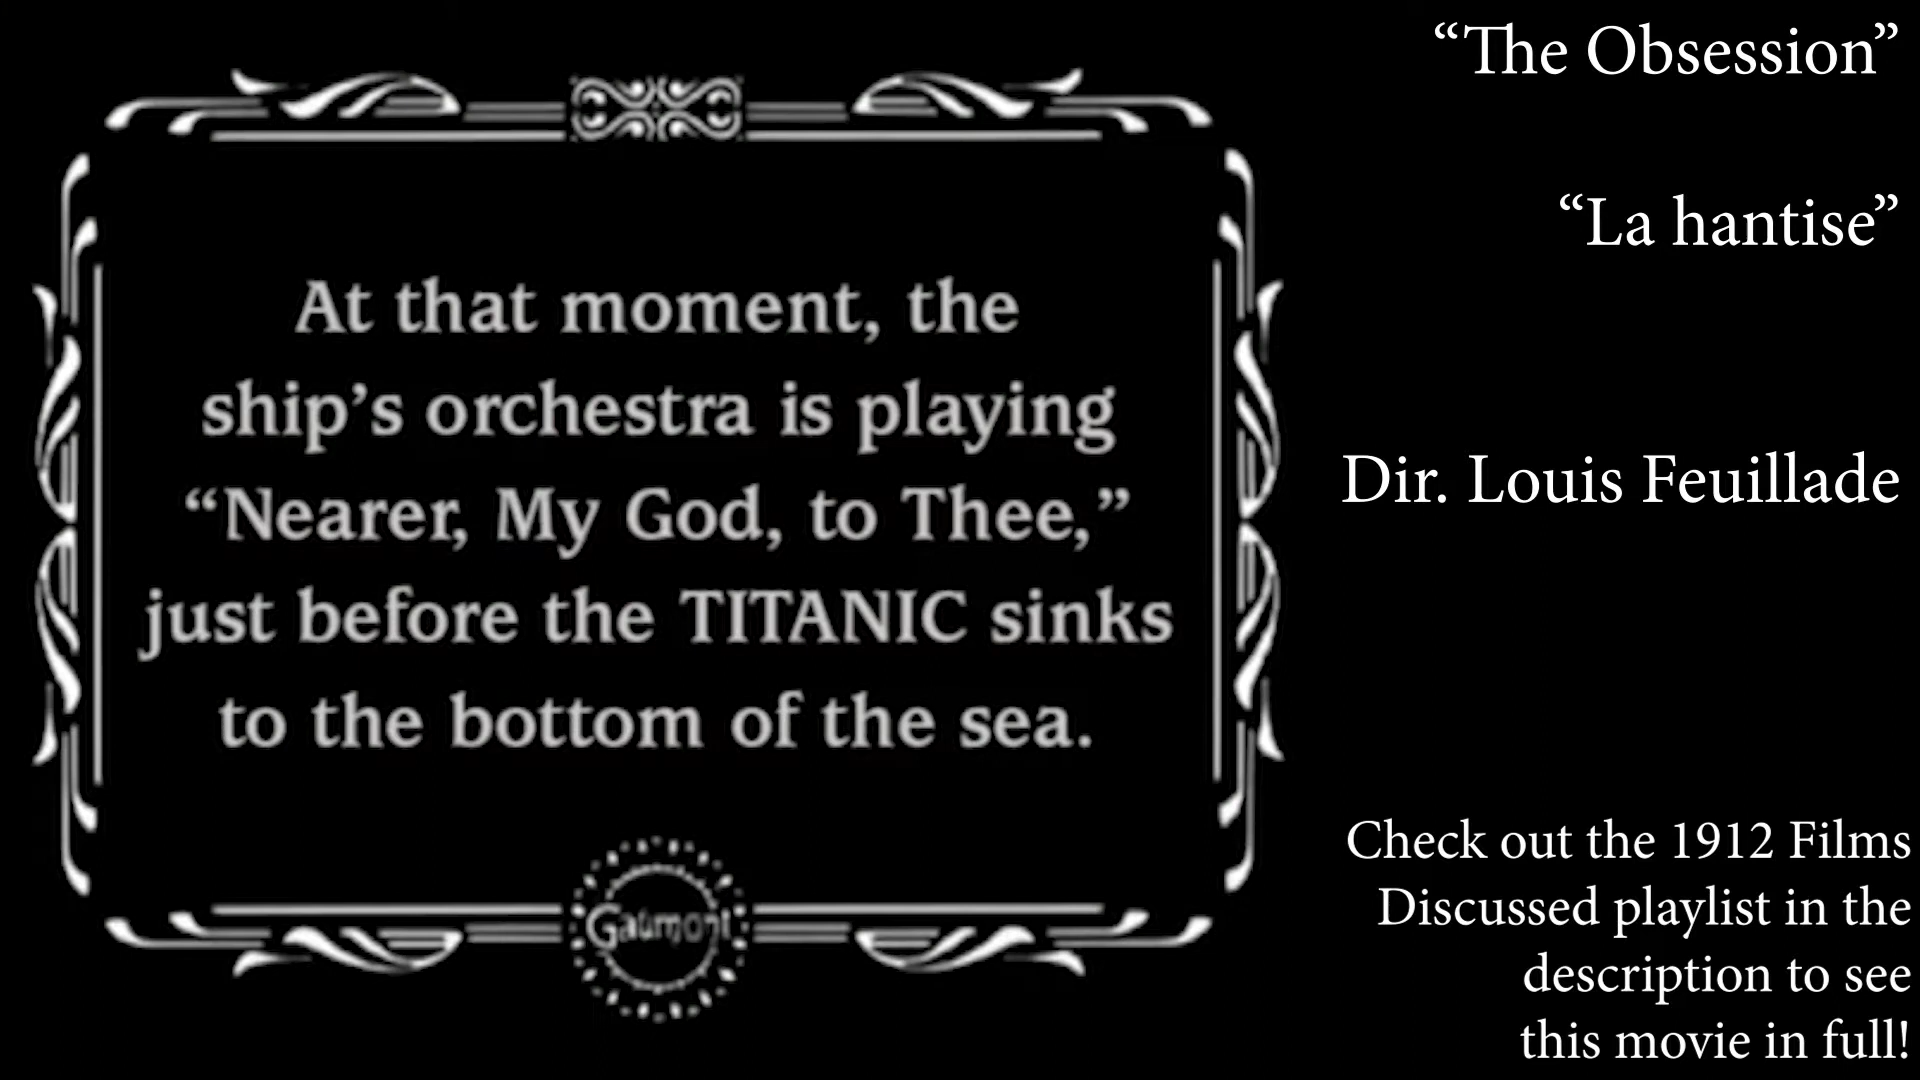 At that moment, the
ship’s orchestra is playing
“Nearer, My God, to Thee,”
just before the TITANIC sinks
to the bottom of the sea.
Gaumont
“The Obsession”
“La hantise”
Dir. Louis Feuillade
Check out the 1912 Films
Discussed playlist in the
description to see
this movie in full!